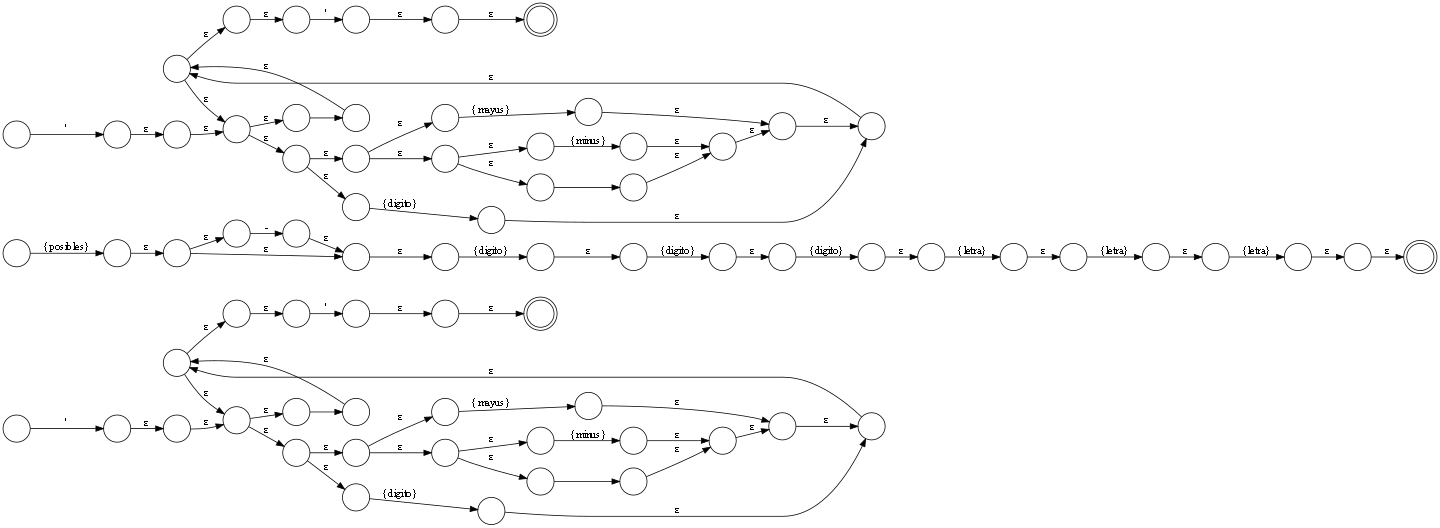 ε ' ε ε
ε
ε
ε
ε
{mayus} ε
ε ε ε
' ε ε ε
ε {minus} ε
ε ε ε ε
ε
{digito}
ε
-
ε ε
{posibles} ε ε ε {digito} ε {digito} ε {digito} ε {letra} ε {letra} ε {letra} ε ε
ε ' ε ε
ε
ε
ε
ε
{mayus} ε
ε ε ε
' ε ε ε
ε {minus} ε
ε ε ε ε
ε
{digito}
ε